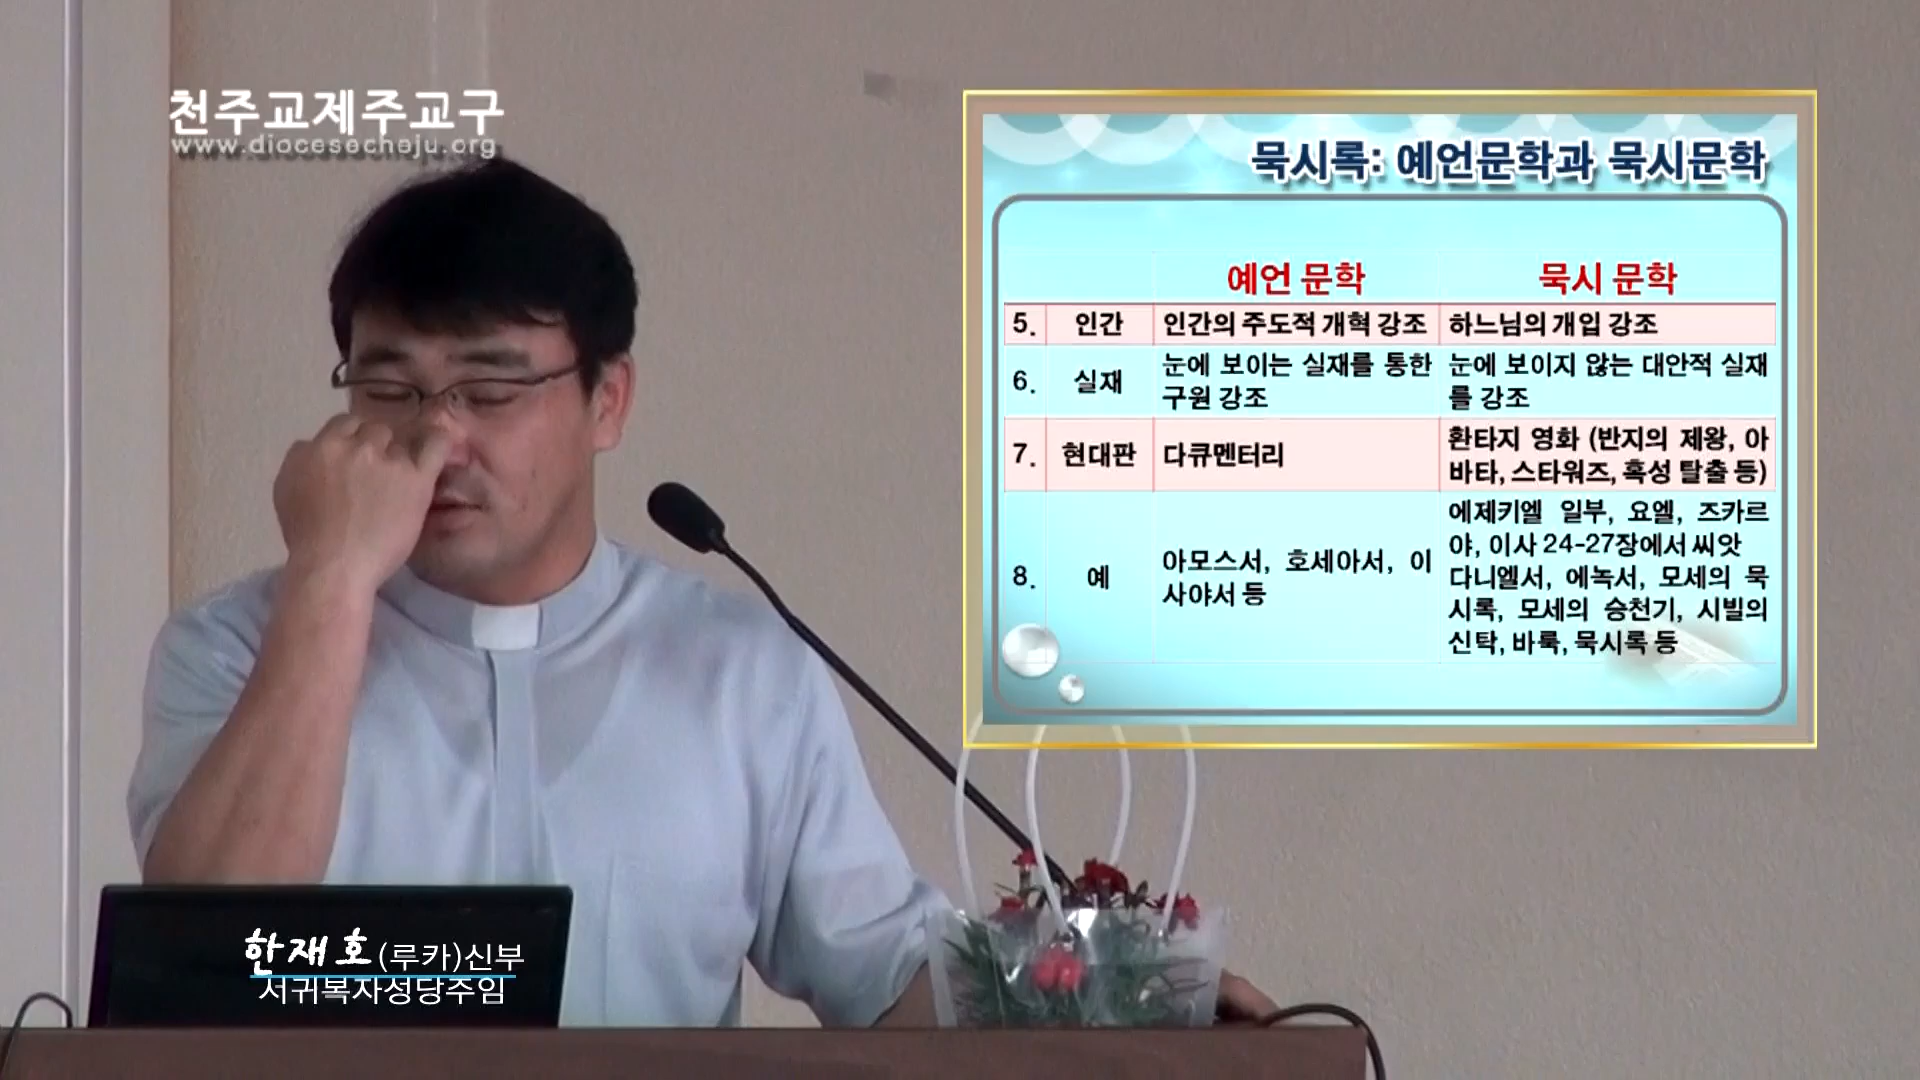 천주교제주교구
www.diocesecheju.org
묵시록: 예언문학과 묵시문학
예언 문학 묵시 문학
5. 인간 인간의 주도적 개혁 강조 하느님의 개입 강조
6. 실재 눈에 보이는 실재를 통한 구원 강조 눈에 보이지 않는 대안적 실재를 강조
7. 현대판 다큐멘터리 환타지 영화 (반지의 제왕, 아바타, 스타워즈, 혹성 탈출 등)
8. 예 아모스서, 호세아서, 이사야서 등 에제키엘 일부, 요엘, 즈카르야, 이사 24-27장에서 씨앗
다니엘서, 에녹서, 모세의 묵시록, 모세의 승천기, 시빌의 신탁, 바룩, 묵시록 등
한재호(루카)신부
서귀복자성당주임